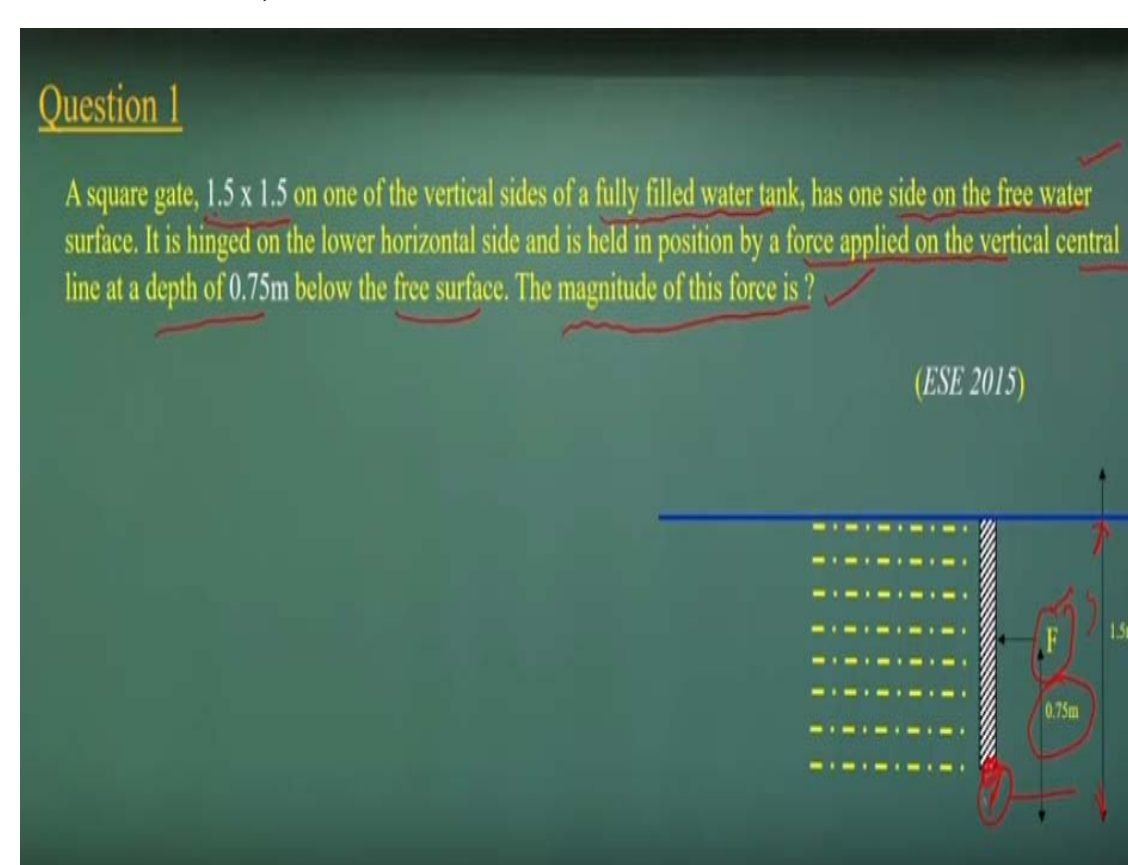 Question 1
A square gate, 1.5 x 1.5 on one of the vertical sides of a fully filled water tank, has one side on the free water
surface. It is hinged on the lower horizontal side and is held in position by a force applied on the vertical central
line at a depth of 0.75m below the free surface. The magnitude of this force is ?
(ESE 2015)
F
1.5
0.75m